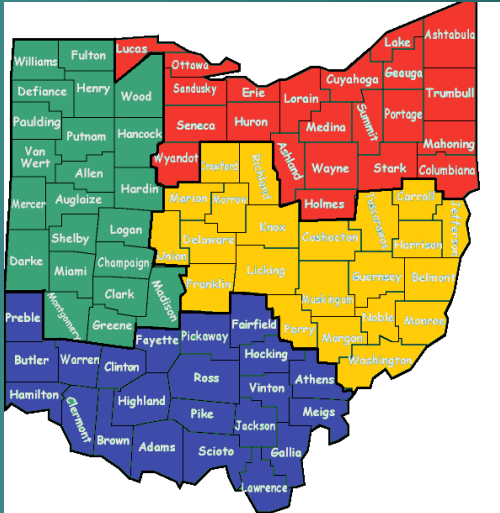 Williams
Fulton
Lucas
Ottawa
Lake
Ashtabula
Defiance
Henry
Wood
Sandusky
Erie
Lorain
Cuyahoga
Geauga
Trumbull
Paulding
Putnam
Hancock
Seneca
Huron
Medina
Summit
Portage
Mahoning
Van
Wert
Allen
Hardin
Wyandot
Crawford
Richland
Ashland
Wayne
Stark
Columbiana
Mercer
Auglaize
Marion
Morrow
Knox
Holmes
Tuscarawas
Carroll
Jefferson
Shelby
Logan
Union
Delaware
Coshocton
Harrison
Darke
Miami
Champaign
Madison
Franklin
Licking
Muskingum
Guernsey
Belmont
Clark
Preble
Montgomery
Greene
Fayette
Pickaway
Fairfield
Perry
Morgan
Noble
Monroe
Washington
Butler
Warren
Clinton
Ross
Hocking
Vinton
Athens
Hamilton
Clermont
Highland
Pike
Jackson
Meigs
Brown
Adams
Scioto
Gallia
Lawrence